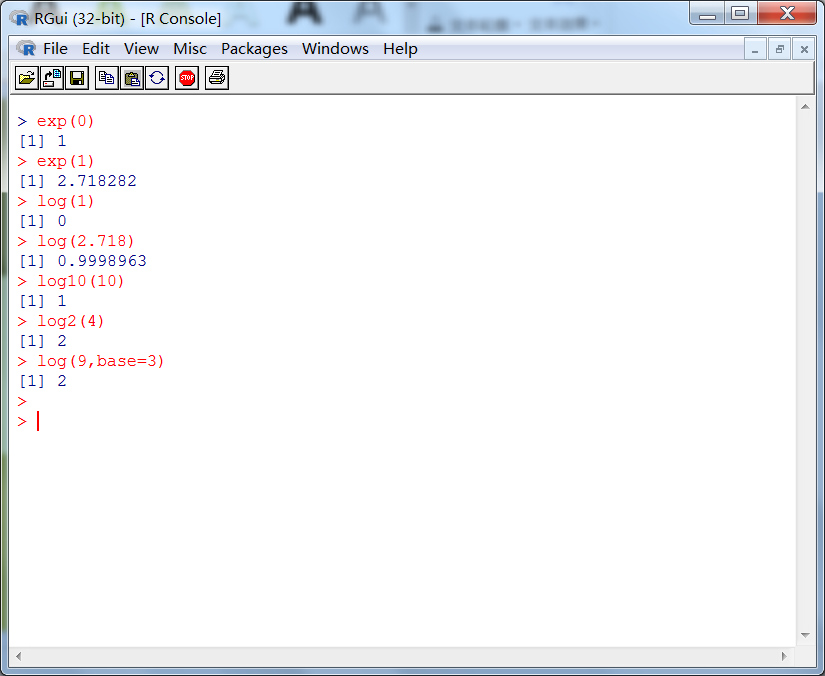 RGui (32-bit) - [R Console]
File Edit View Misc Packages Windows Help
STOP
> exp(0)
[1] 1
> exp(1)
[1] 2.718282
> log(1)
[1] 0
> log(2.718)
[1] 0.9998963
> log10(10)
[1] 1
> log2(4)
[1] 2
> log(9,base=3)
[1] 2
>
>